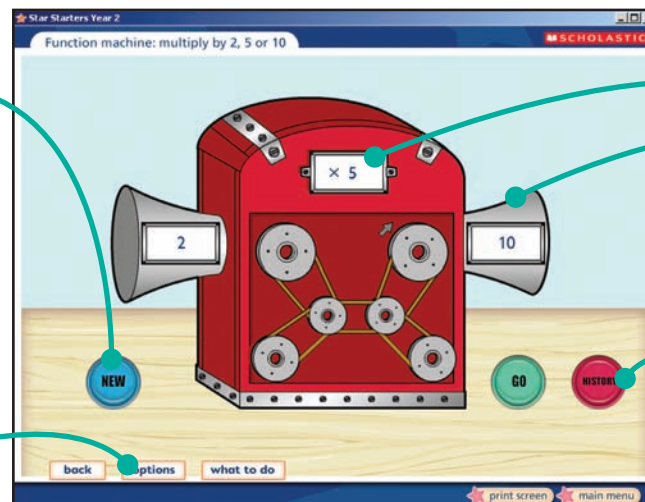 Star Starters Year 2
Function machine: multiply by 2, 5 or 10
SCHOLASTIC
× 5
2
10
NEW
GO
HISTORY
back
options
what to do
print screen
main menu